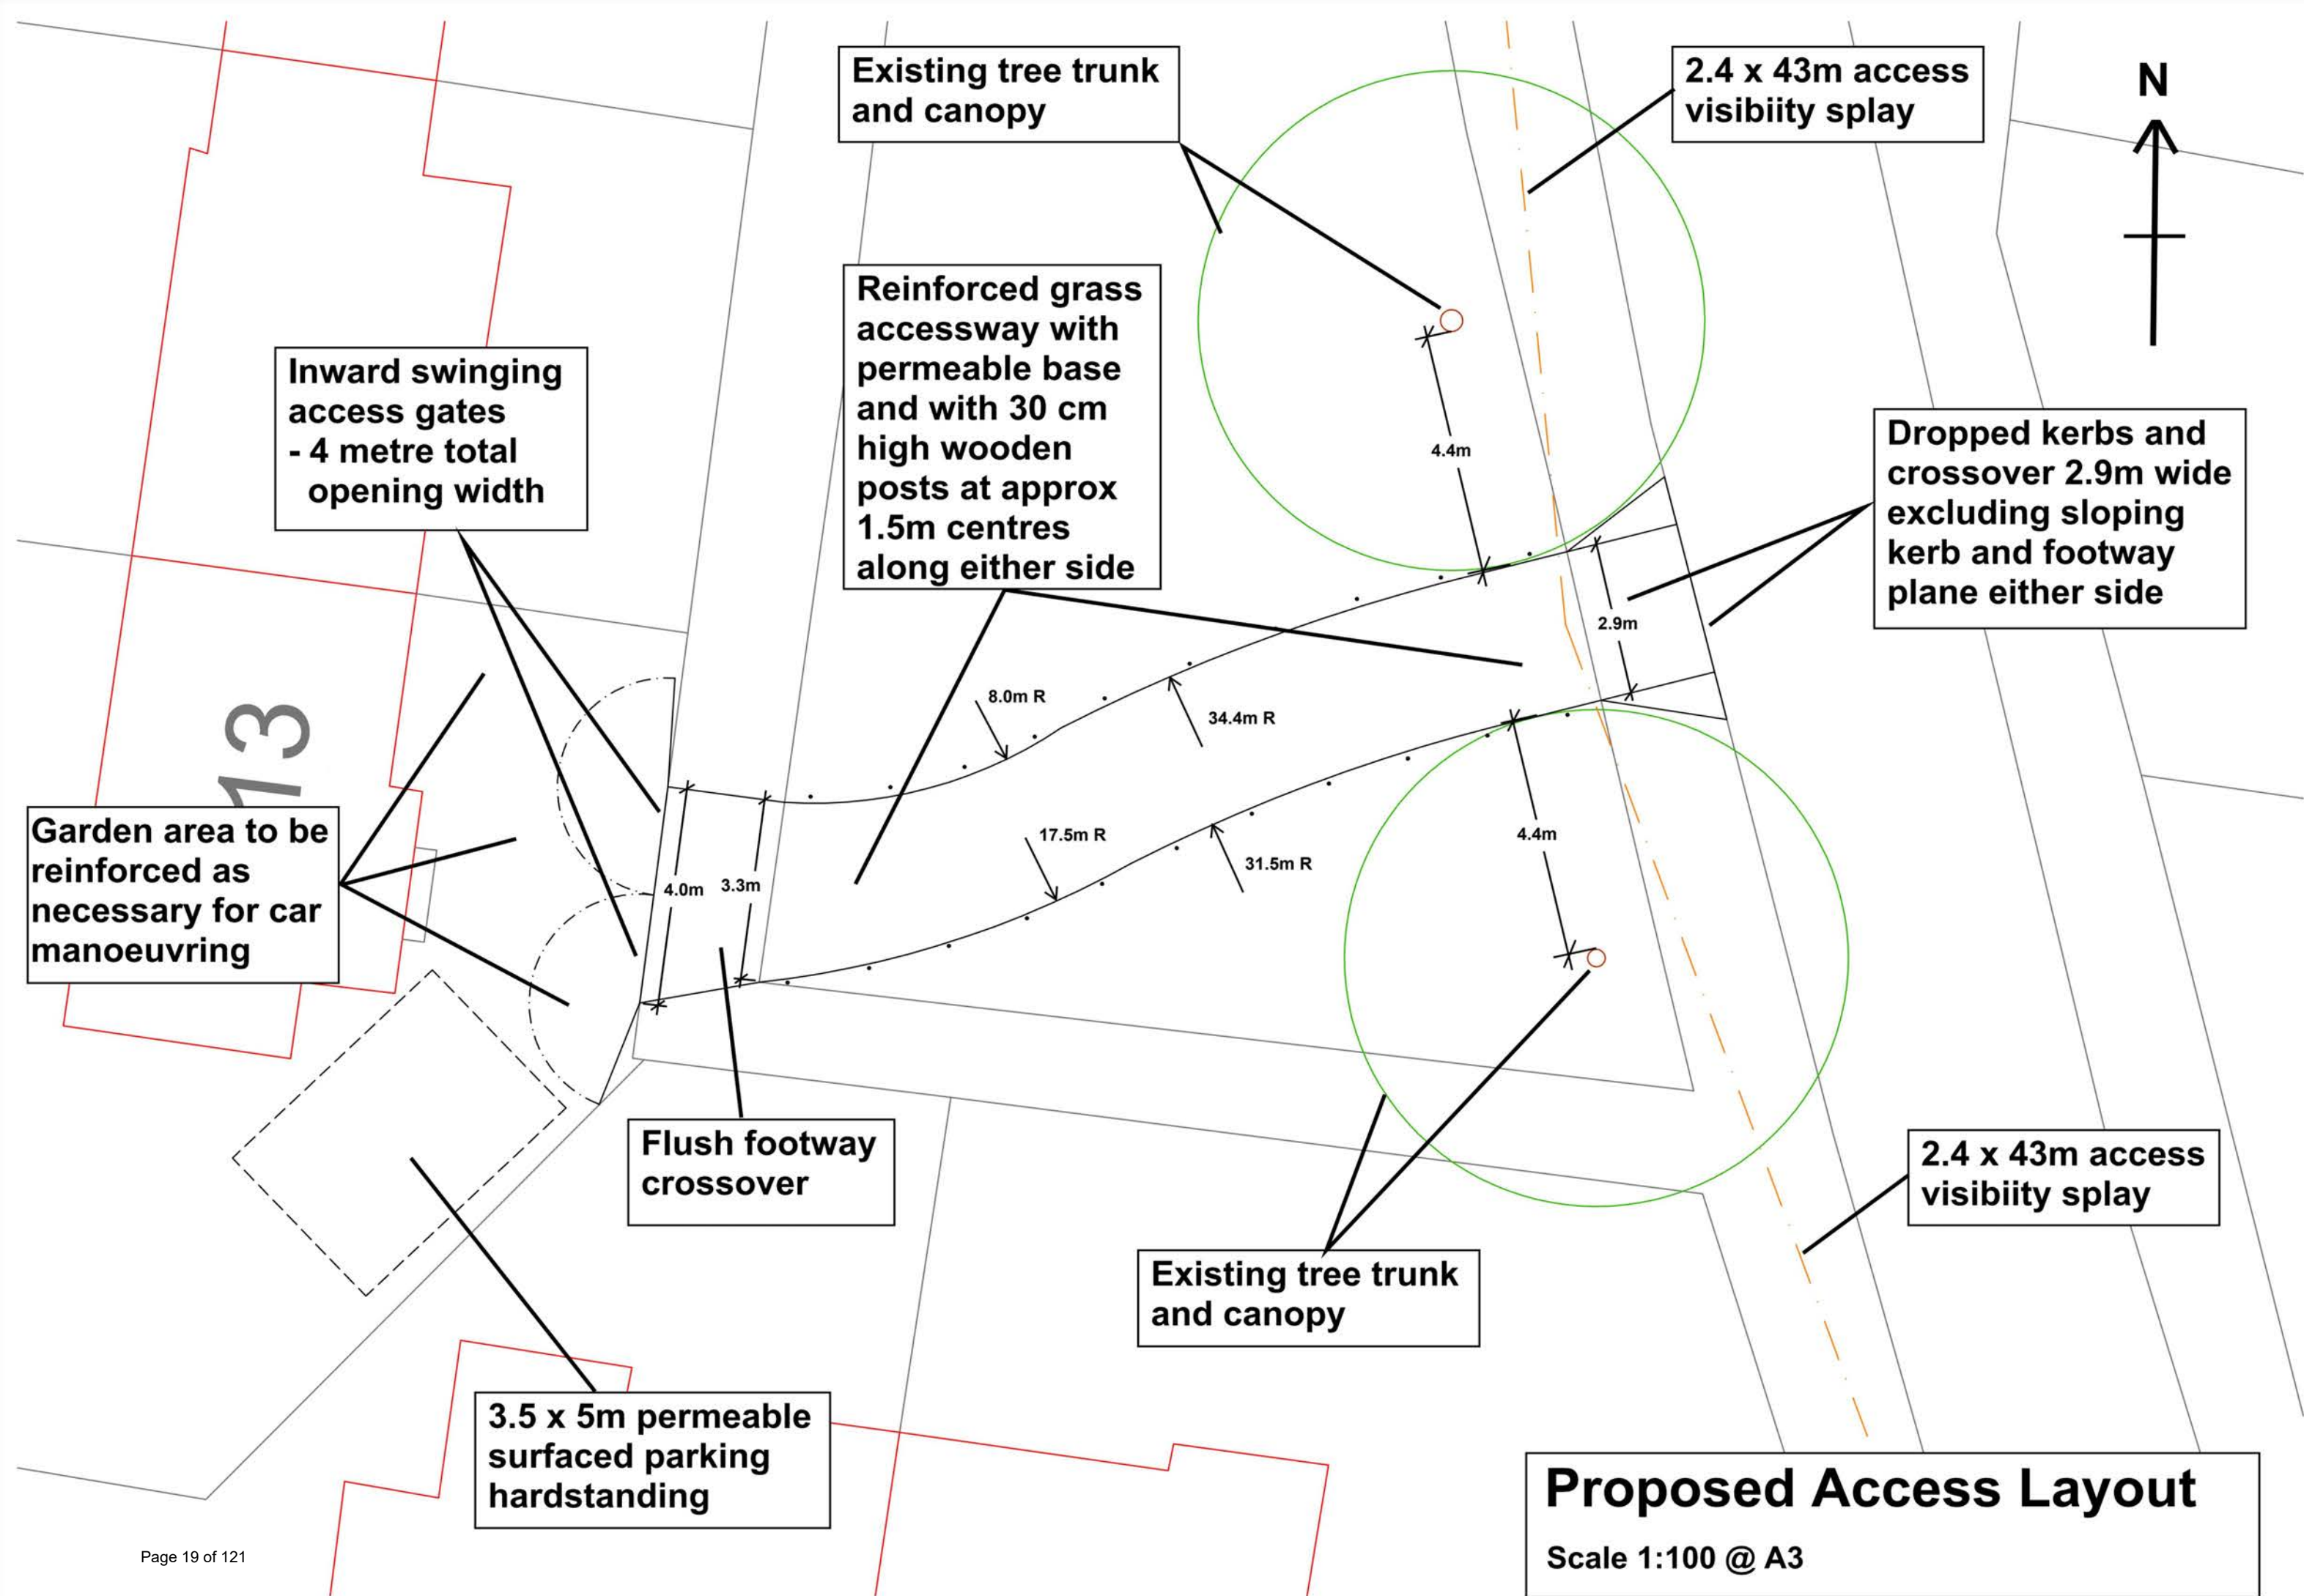 Existing tree trunk
and canopy
2.4 x 43m access
visibiity splay
N
Reinforced grass
accessway with
permeable base
and with 30 cm
high wooden
posts at approx
1.5m centres
along either side
Inward swinging
access gates
- 4 metre total
opening width
Dropped kerbs and
crossover 2.9m wide
excluding sloping
kerb and footway
plane either side
4.4m
2.9m
8.0m R
34.4m R
13
Garden area to be
reinforced as
necessary for car
manoeuvring
17.5m R
31.5m R
4.4m
4.0m
3.3m
Flush footway
crossover
2.4 x 43m access
visibiity splay
Existing tree trunk
and canopy
3.5 x 5m permeable
surfaced parking
hardstanding
Proposed Access Layout
Scale 1:100 @ A3
Page 19 of 121